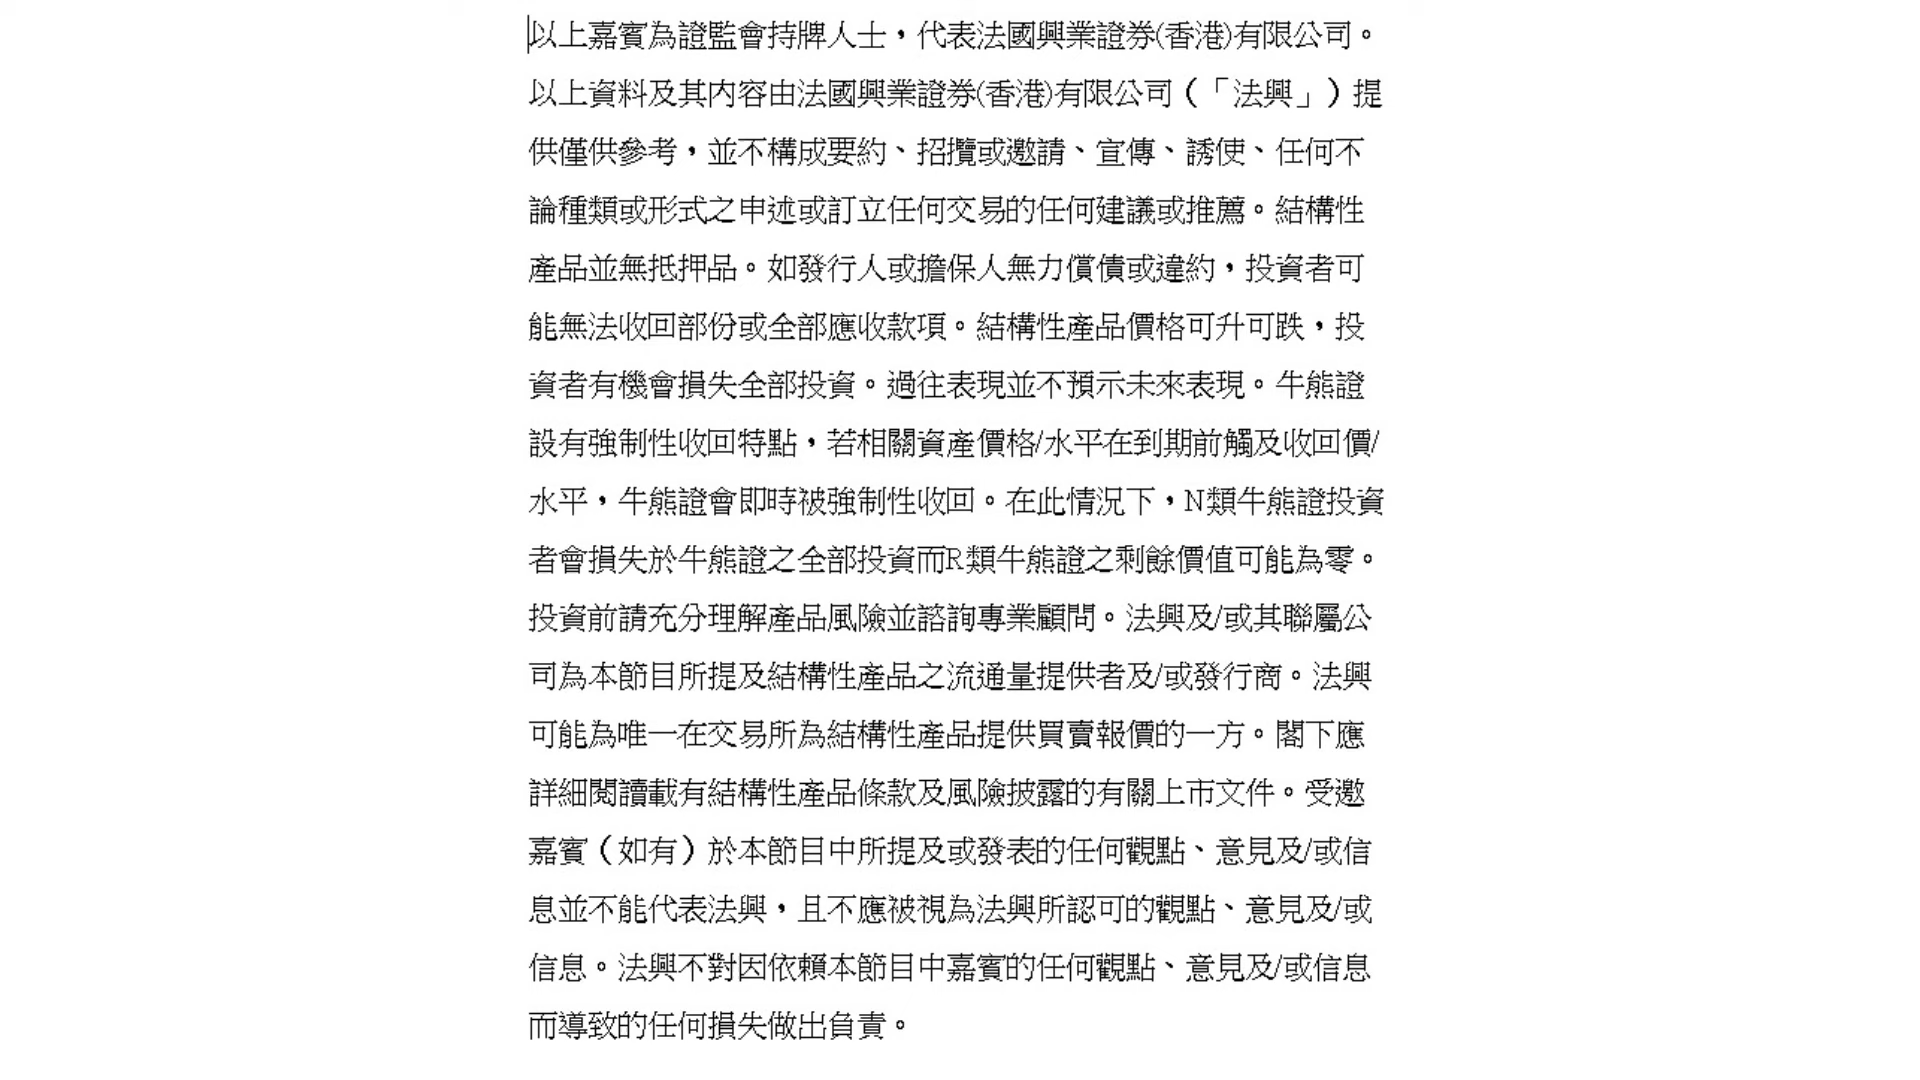 以上嘉賓為證監會持牌人士，代表法國興業證券(香港)有限公司。
以上資料及其內容由法國興業證券(香港)有限公司（「法興」）提
供僅供參考，並不構成要約、招攬或邀請、宣傳、誘使、任何不
論種類或形式之申述或訂立任何交易的任何建議或推薦。結構性
產品並無抵押品。如發行人或擔保人無力償債或違約，投資者可
能無法收回部份或全部應收款項。結構性產品價格可升可跌，投
資者有機會損失全部投資。過往表現並不預示未來表現。牛熊證
設有強制性收回特點，若相關資產價格/水平在到期前觸及收回價/
水平，牛熊證會即時被強制性收回。在此情況下，N類牛熊證投資
者會損失於牛熊證之全部投資而R類牛熊證之剩餘價值可能為零。
投資前請充分理解產品風險並諮詢專業顧問。法興及/或其聯屬公
司為本節目所提及結構性產品之流通量提供者及/或發行商。法興
可能為唯一在交易所為結構性產品提供買賣報價的一方。閣下應
詳細閱讀載有結構性產品條款及風險披露的有關上市文件。受邀
嘉賓（如有）於本節目中所提及或發表的任何觀點、意見及/或信
息並不能代表法興，且不應被視為法興所認可的觀點、意見及/或
信息。法興不對因依賴本節目中嘉賓的任何觀點、意見及/或信息
而導致的任何損失做出負責。